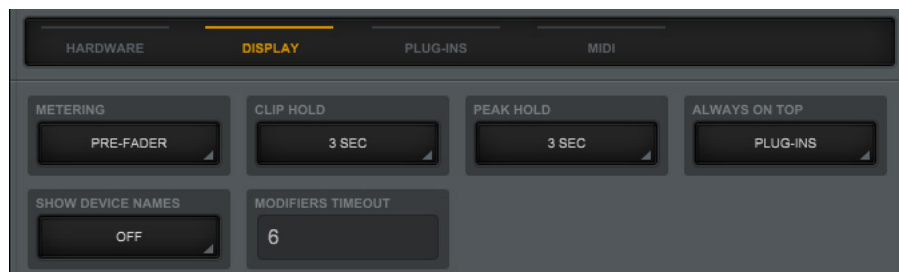 HARDWARE DISPLAY PLUG-INS MIDI
METERING CLIP HOLD PEAK HOLD ALWAYS ON TOP
PRE-FADER 3 SEC 3 SEC PLUG-INS
SHOW DEVICE NAMES MODIFIERS TIMEOUT
OFF 6